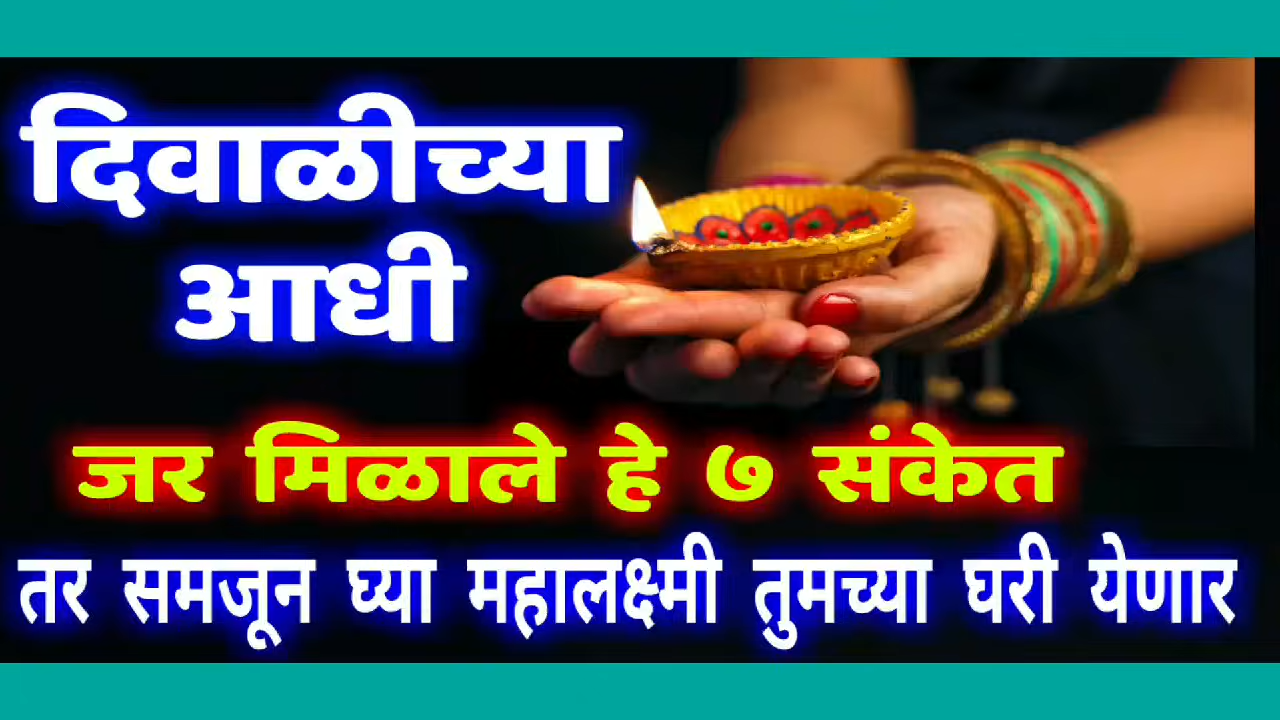 दिवाळीच्या
आधी
जर मिळाले हे ७ संकेत
तर समजून घ्या महालक्ष्मी तुमच्या घरी येणार